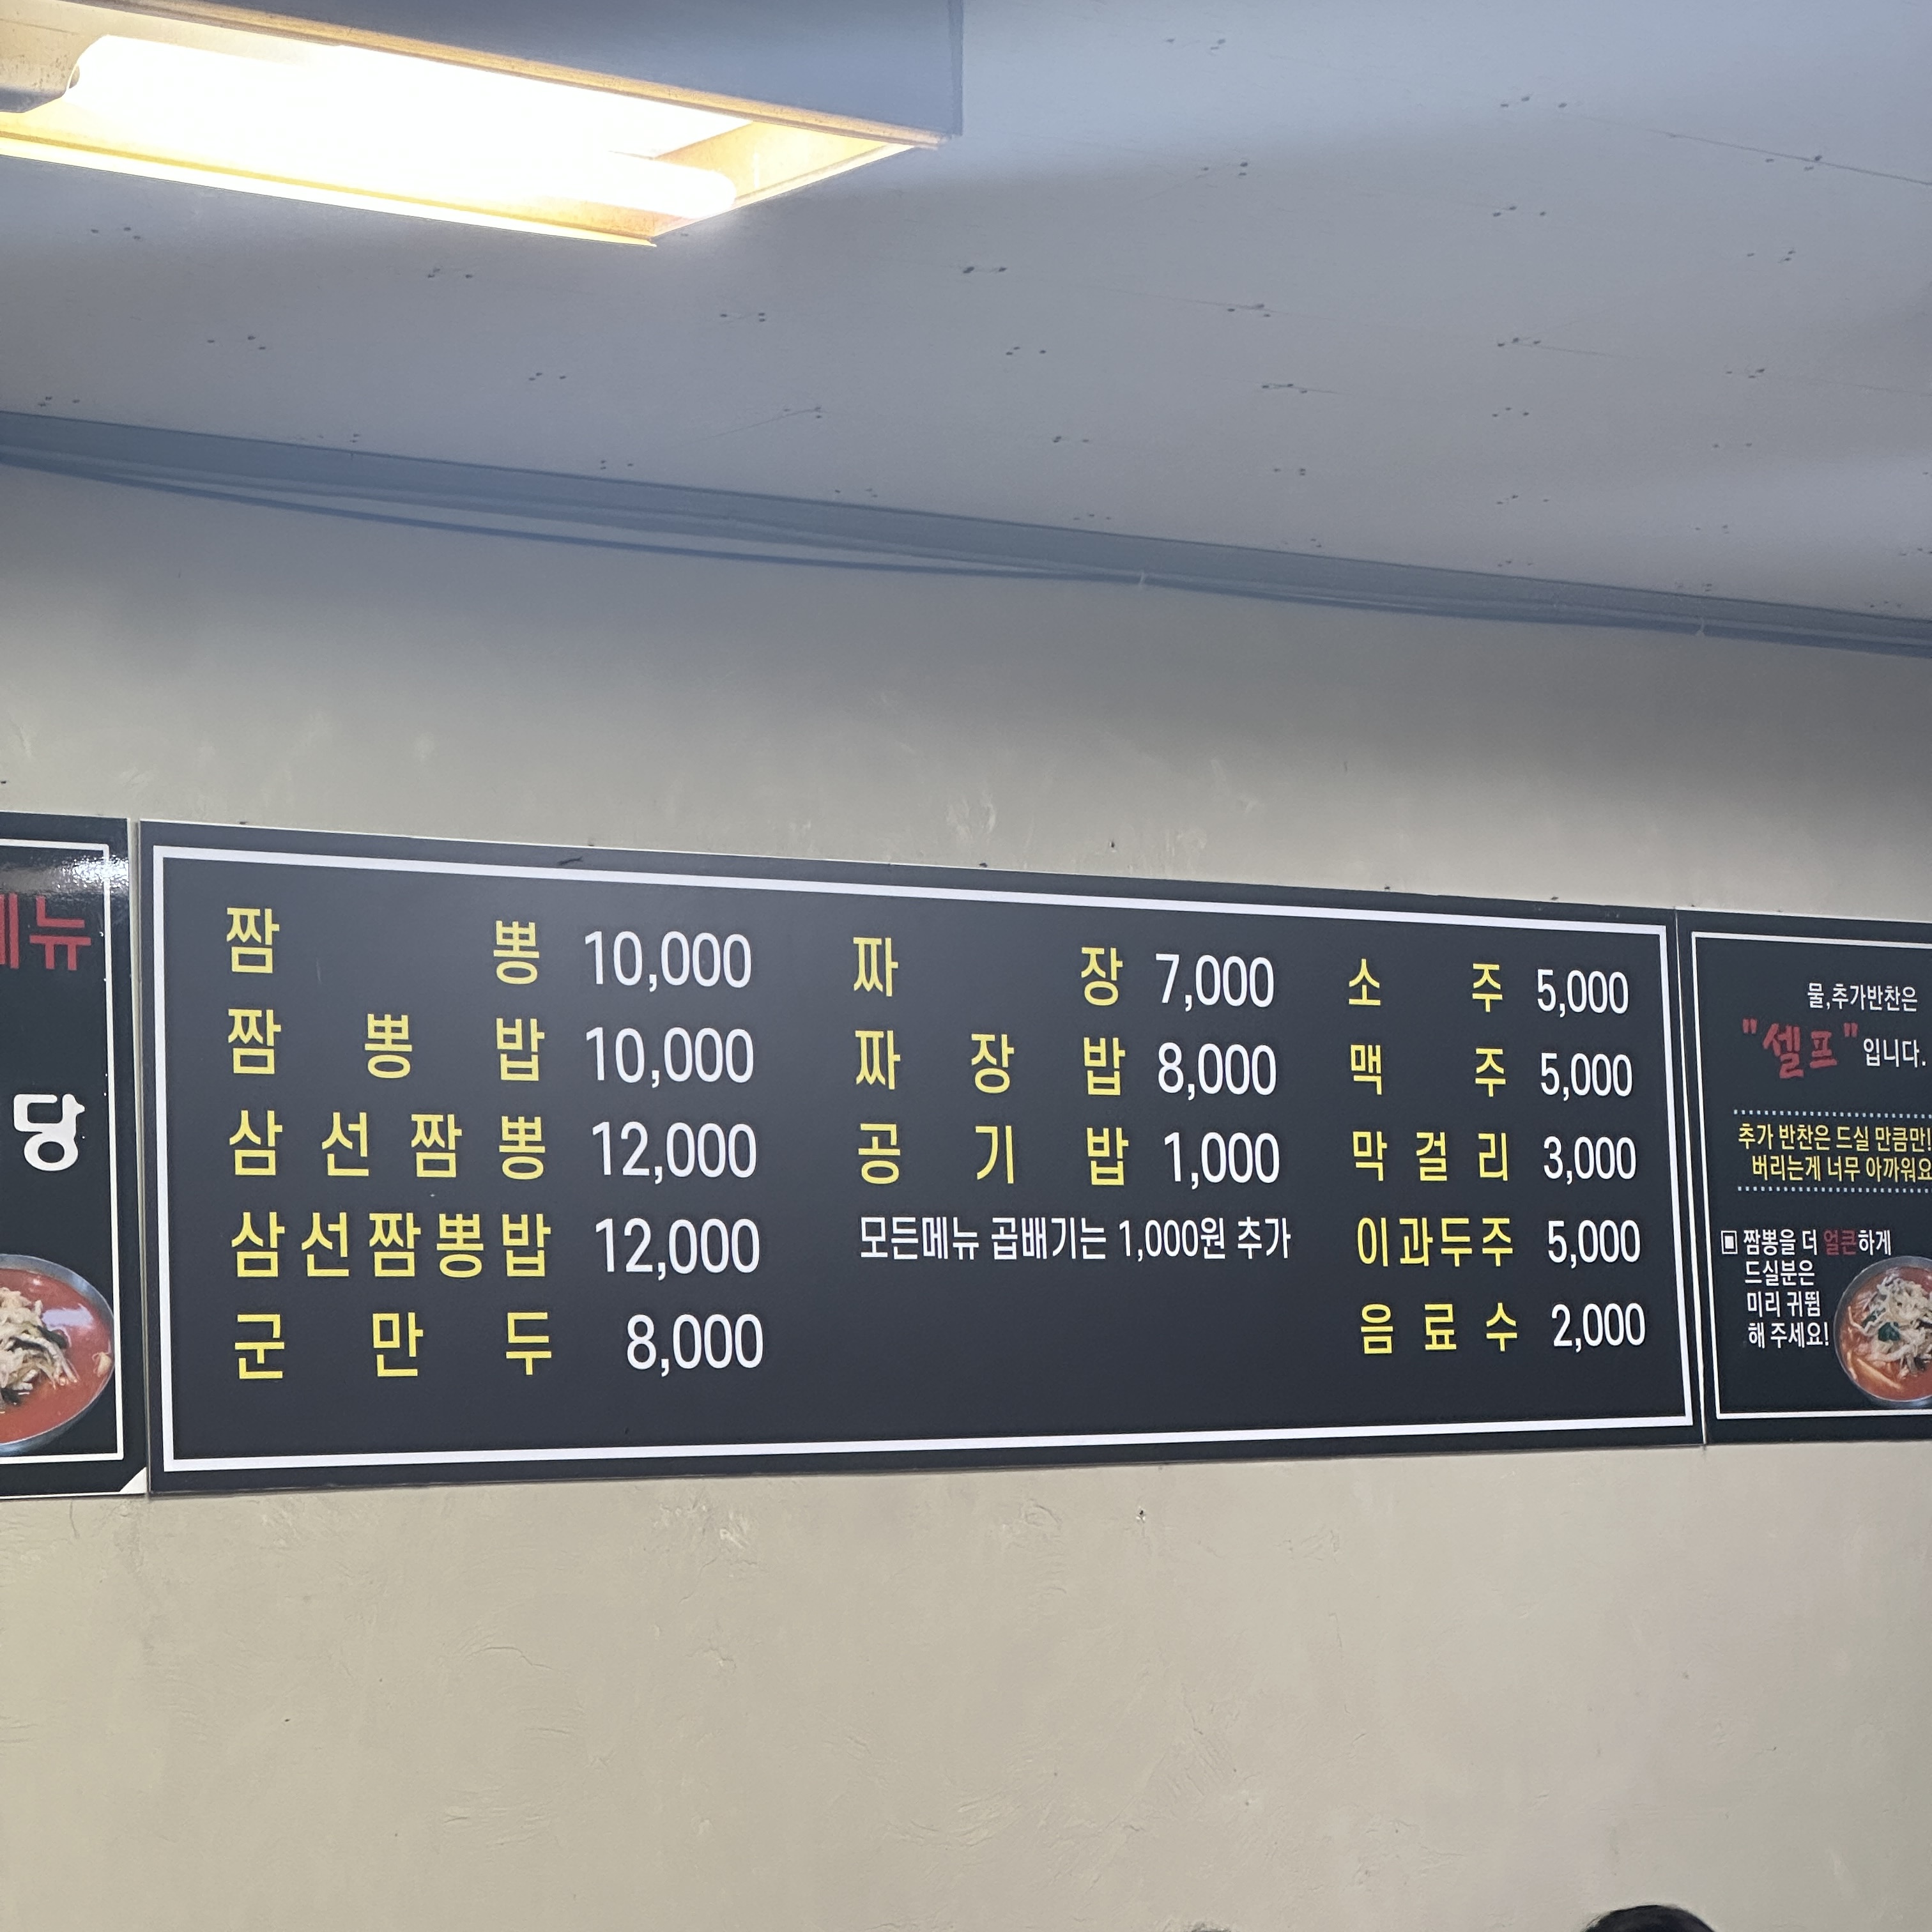 메뉴
당
짬뽕 10,000
짬뽕밥 10,000
삼선짬뽕 12,000
삼선짬뽕밥 12,000
군만두 8,000
짜장 7,000
짜장밥 8,000
공기밥 1,000
모든메뉴 곱배기는 1,000원 추가
소주 5,000
맥주 5,000
막걸리 3,000
이과두주 5,000
음료수 2,000
물,추가반찬은
"셀프"입니다.
추가 반찬은 드실 만큼만!
버리는게 너무 아까워요
▣ 짬뽕을 더 얼큰하게
드실분은
미리 귀띔
해 주세요!